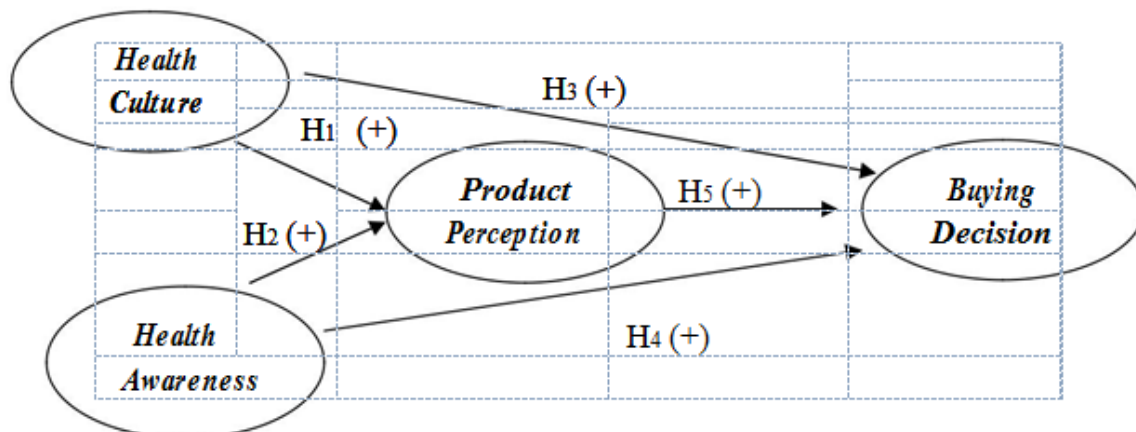 Health
Culture
H3 (+)
H1 (+)
Product
Perception
H5 (+)
Buying
Decision
H2 (+)
Health
Awareness
H4 (+)